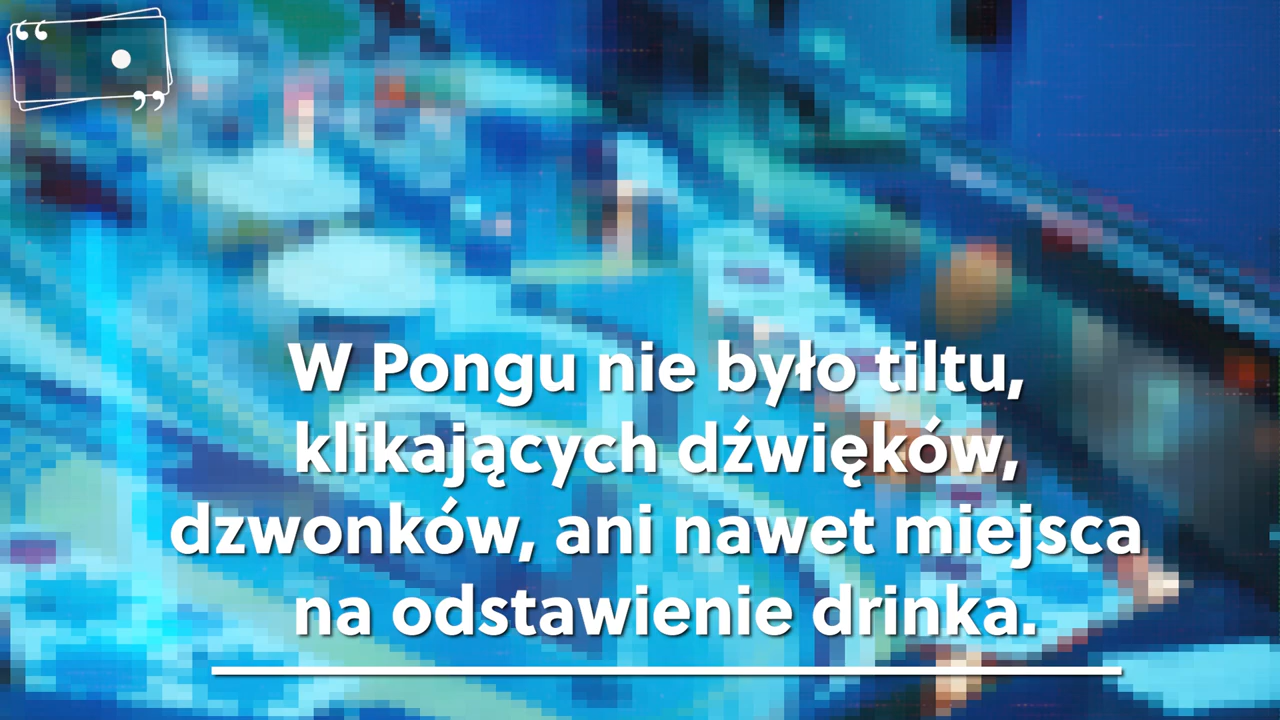 W Pongu nie było tiltu,
klikających dźwięków,
dzwonków, ani nawet miejsca
na odstawienie drinka.